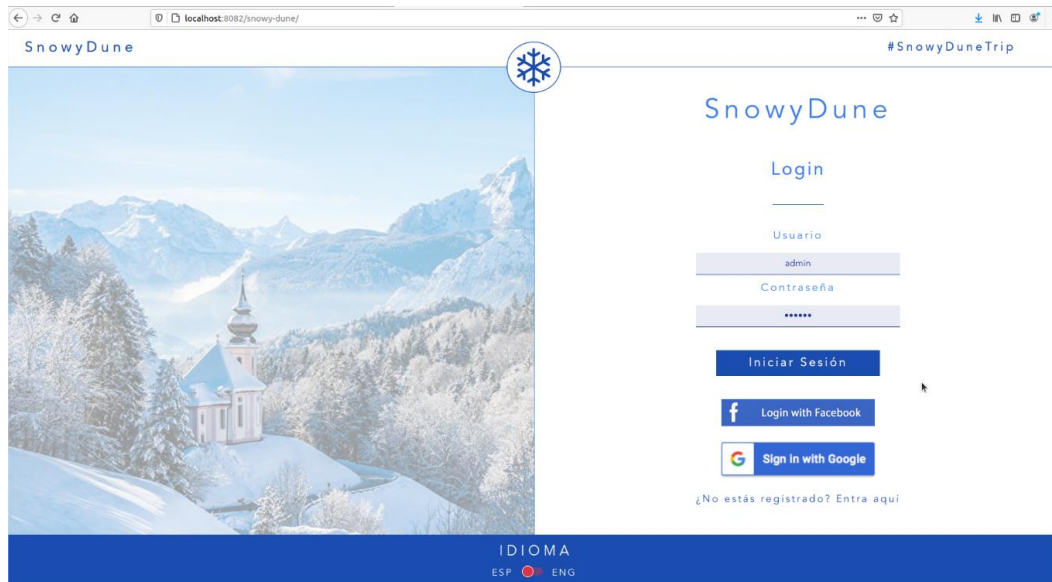 localhost:8082/snowy-dune/
SnowyDune
#SnowyDuneTrip
SnowyDune
Login
Usuario
admin
Contraseña
••••••
Iniciar Sesión
f Login with Facebook
G Sign in with Google
¿No estás registrado? Entra aquí
IDIOMA
ESP ENG